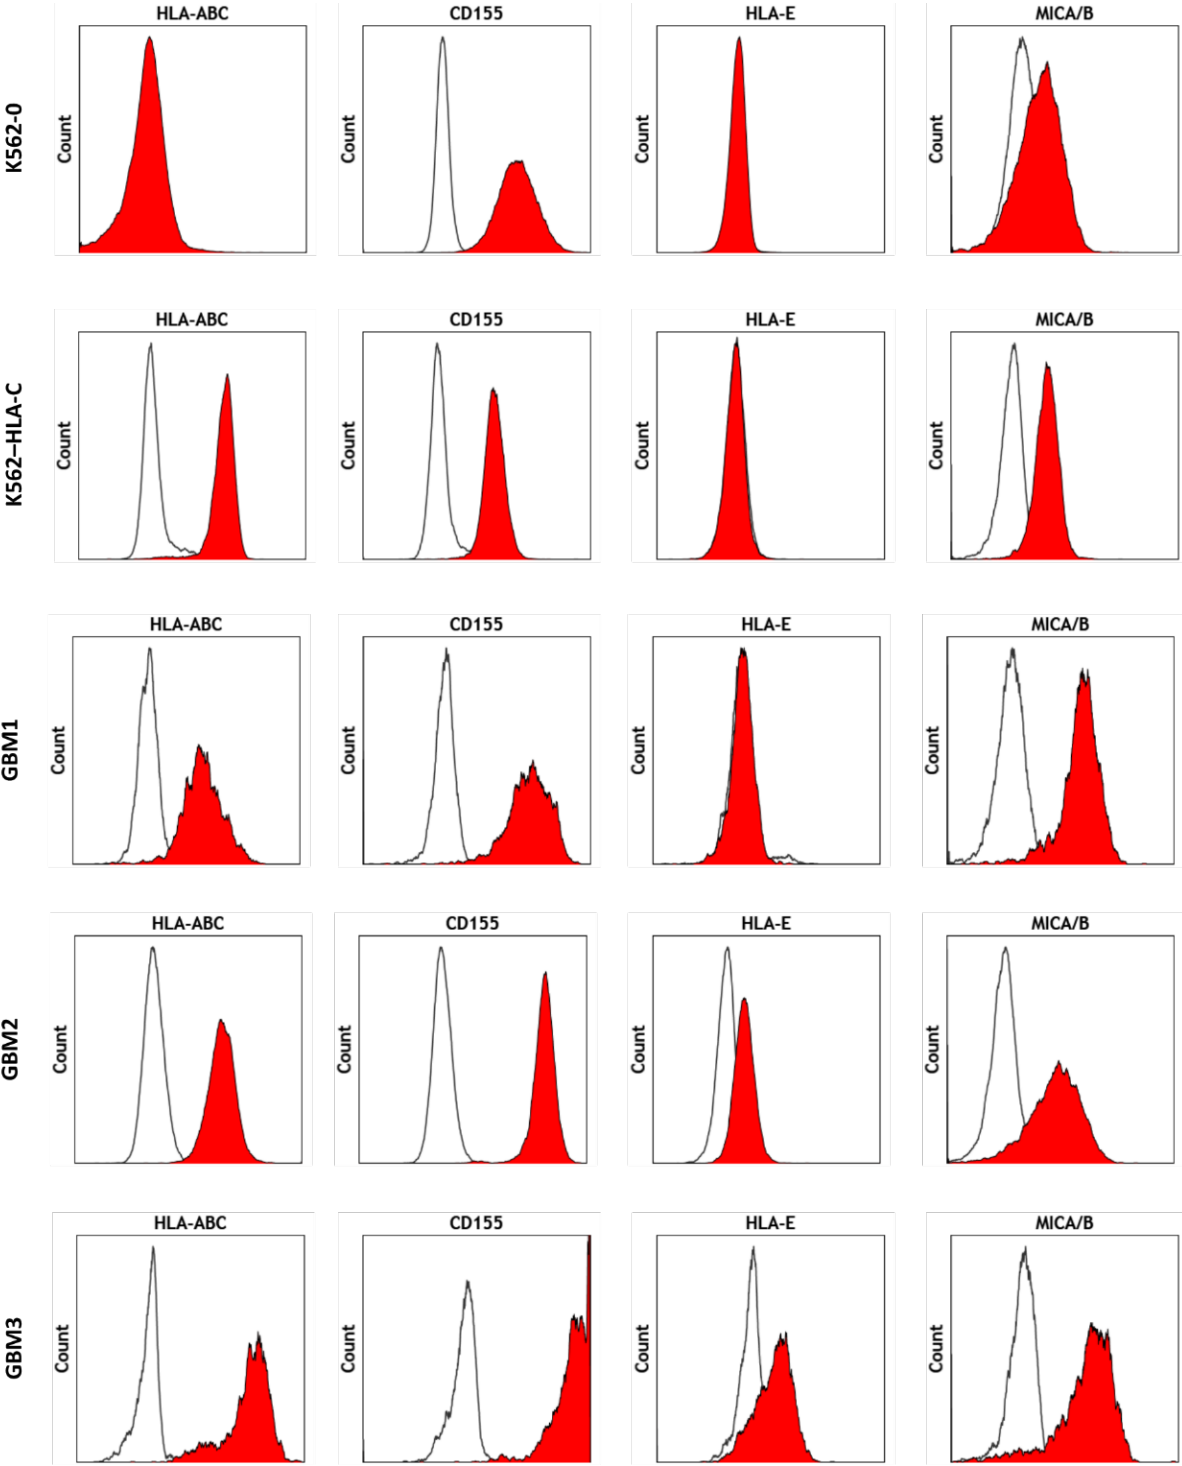 HLA-ABC CD155 HLA-E MICA/B
K562-0 Count Count Count Count
HLA-ABC CD155 HLA-E MICA/B
K562–HLA-C Count Count Count Count
HLA-ABC CD155 HLA-E MICA/B
GBM1 Count Count Count Count
HLA-ABC CD155 HLA-E MICA/B
GBM2 Count Count Count Count
HLA-ABC CD155 HLA-E MICA/B
GBM3 Count Count Count Count